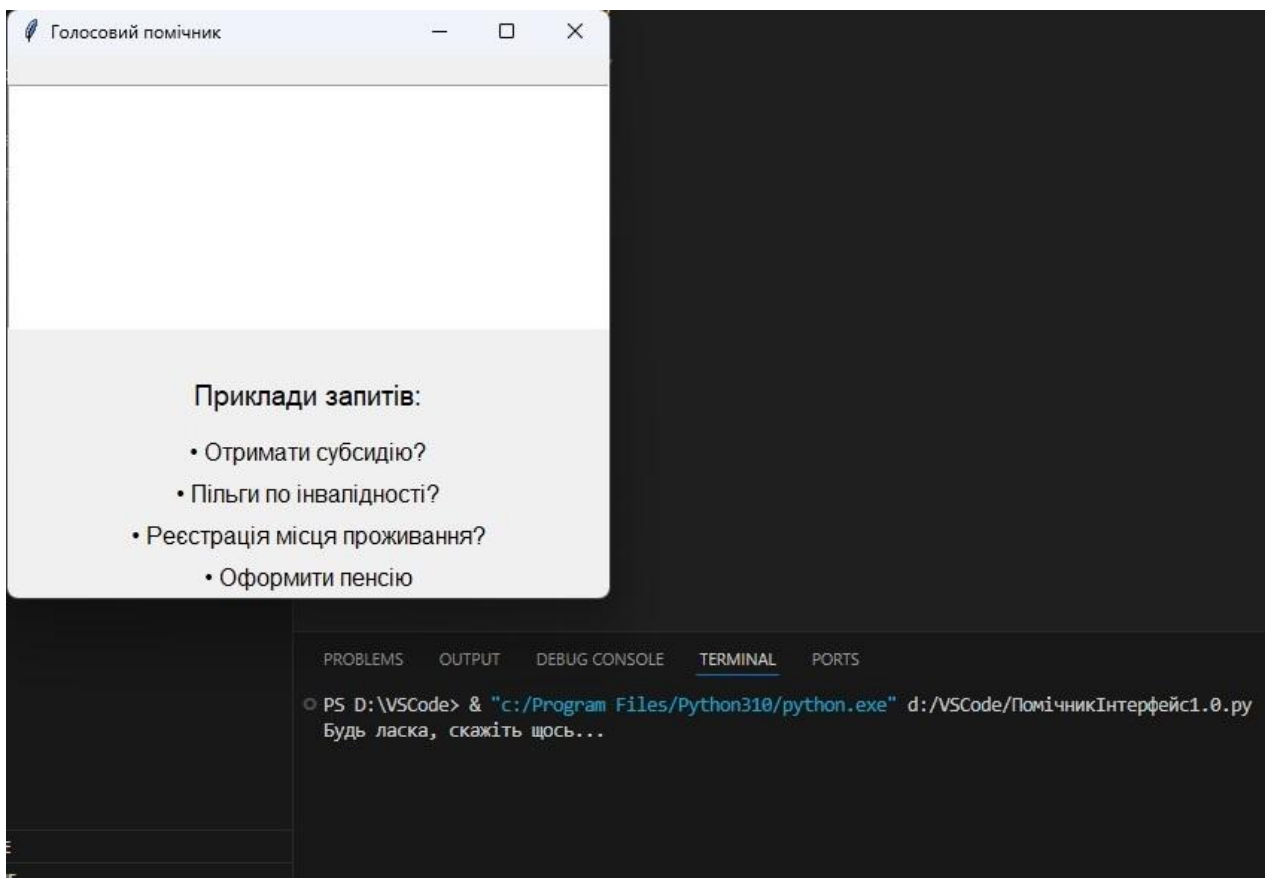 Голосовий помічник
Приклади запитів:
• Отримати субсидію?
• Пільги по інвалідності?
• Реєстрація місця проживання?
• Оформити пенсію
PROBLEMS OUTPUT DEBUG CONSOLE TERMINAL PORTS
PS D:\VSCode> & "c:/Program Files/Python310/python.exe" d:/VSCode/ПомічникІнтерфейс1.0.py
Будь ласка, скажіть щось...